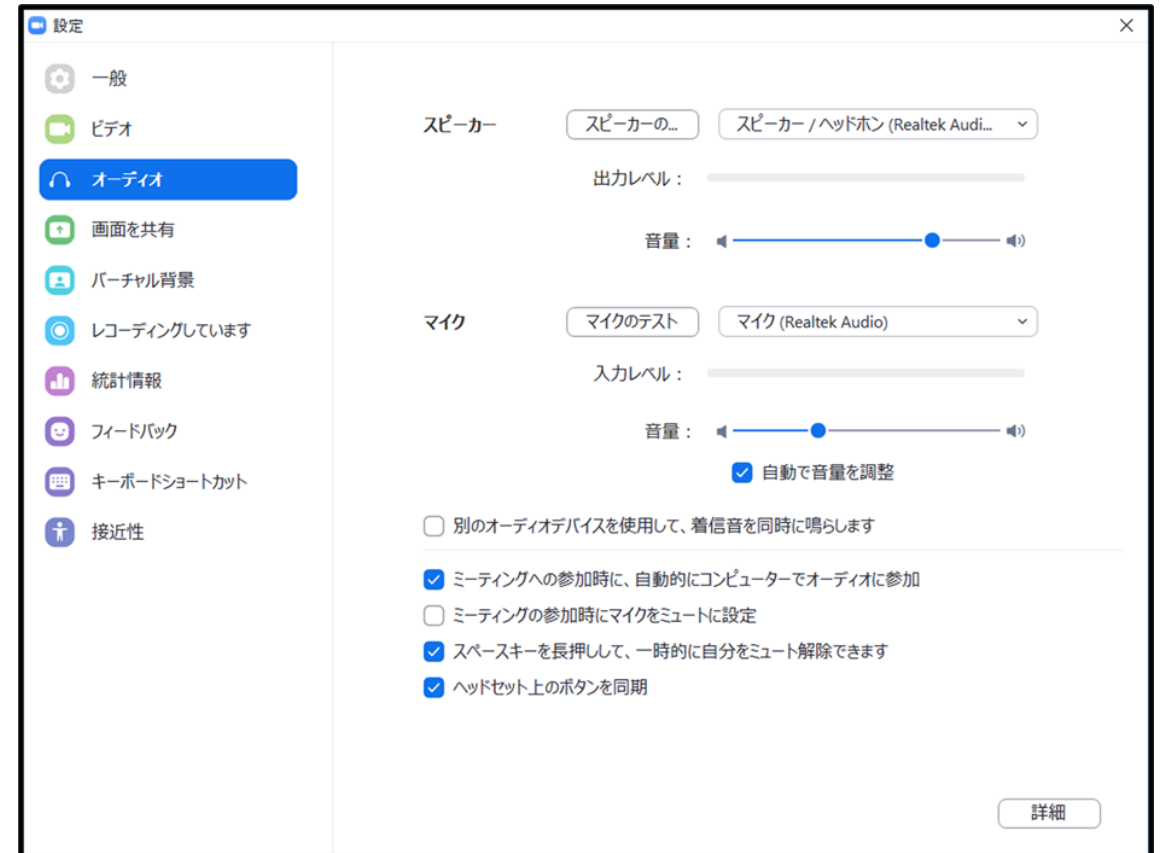 設定
一般
ビデオ
オーディオ
画面を共有
バーチャル背景
レコーディングしています
統計情報
フィードバック
キーボードショートカット
接近性
スピーカー スピーカーの... スピーカー / ヘッドホン (Realtek Audi...
出力レベル：
音量：
マイク マイクのテスト マイク (Realtek Audio)
入力レベル：
音量：
自動で音量を調整
別のオーディオデバイスを使用して、着信音を同時に鳴らします
ミーティングへの参加時に、自動的にコンピューターでオーディオに参加
ミーティングの参加時にマイクをミュートに設定
スペースキーを長押しして、一時的に自分をミュート解除できます
ヘッドセット上のボタンを同期
詳細